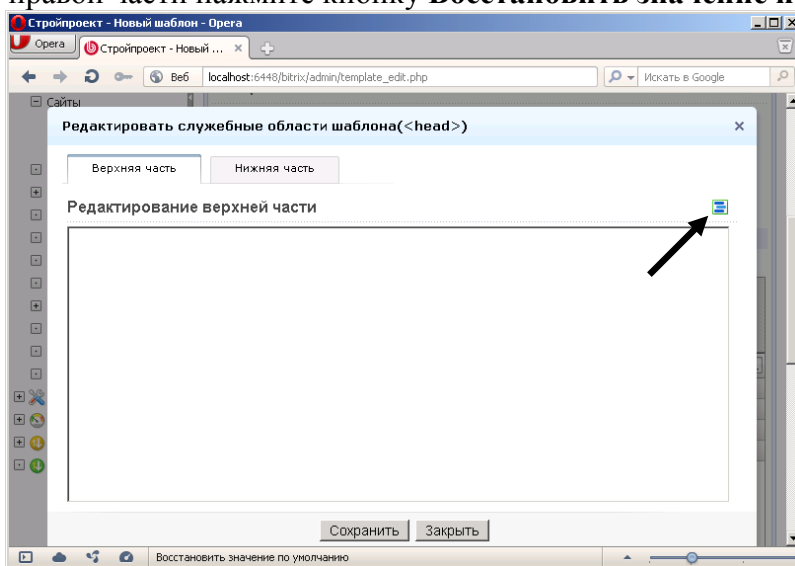 правой части нажмите кнопку Восстановить значение п
Стройпроект - Новый шаблон - Opera
Opera
Стройпроект - Новый ...
Веб
localhost:6448/bitrix/admin/template_edit.php
Искать в Google
Сайты
Редактировать служебные области шаблона(<head>)
Верхняя часть
Нижняя часть
Редактирование верхней части
Сохранить
Закрыть
Восстановить значение по умолчанию